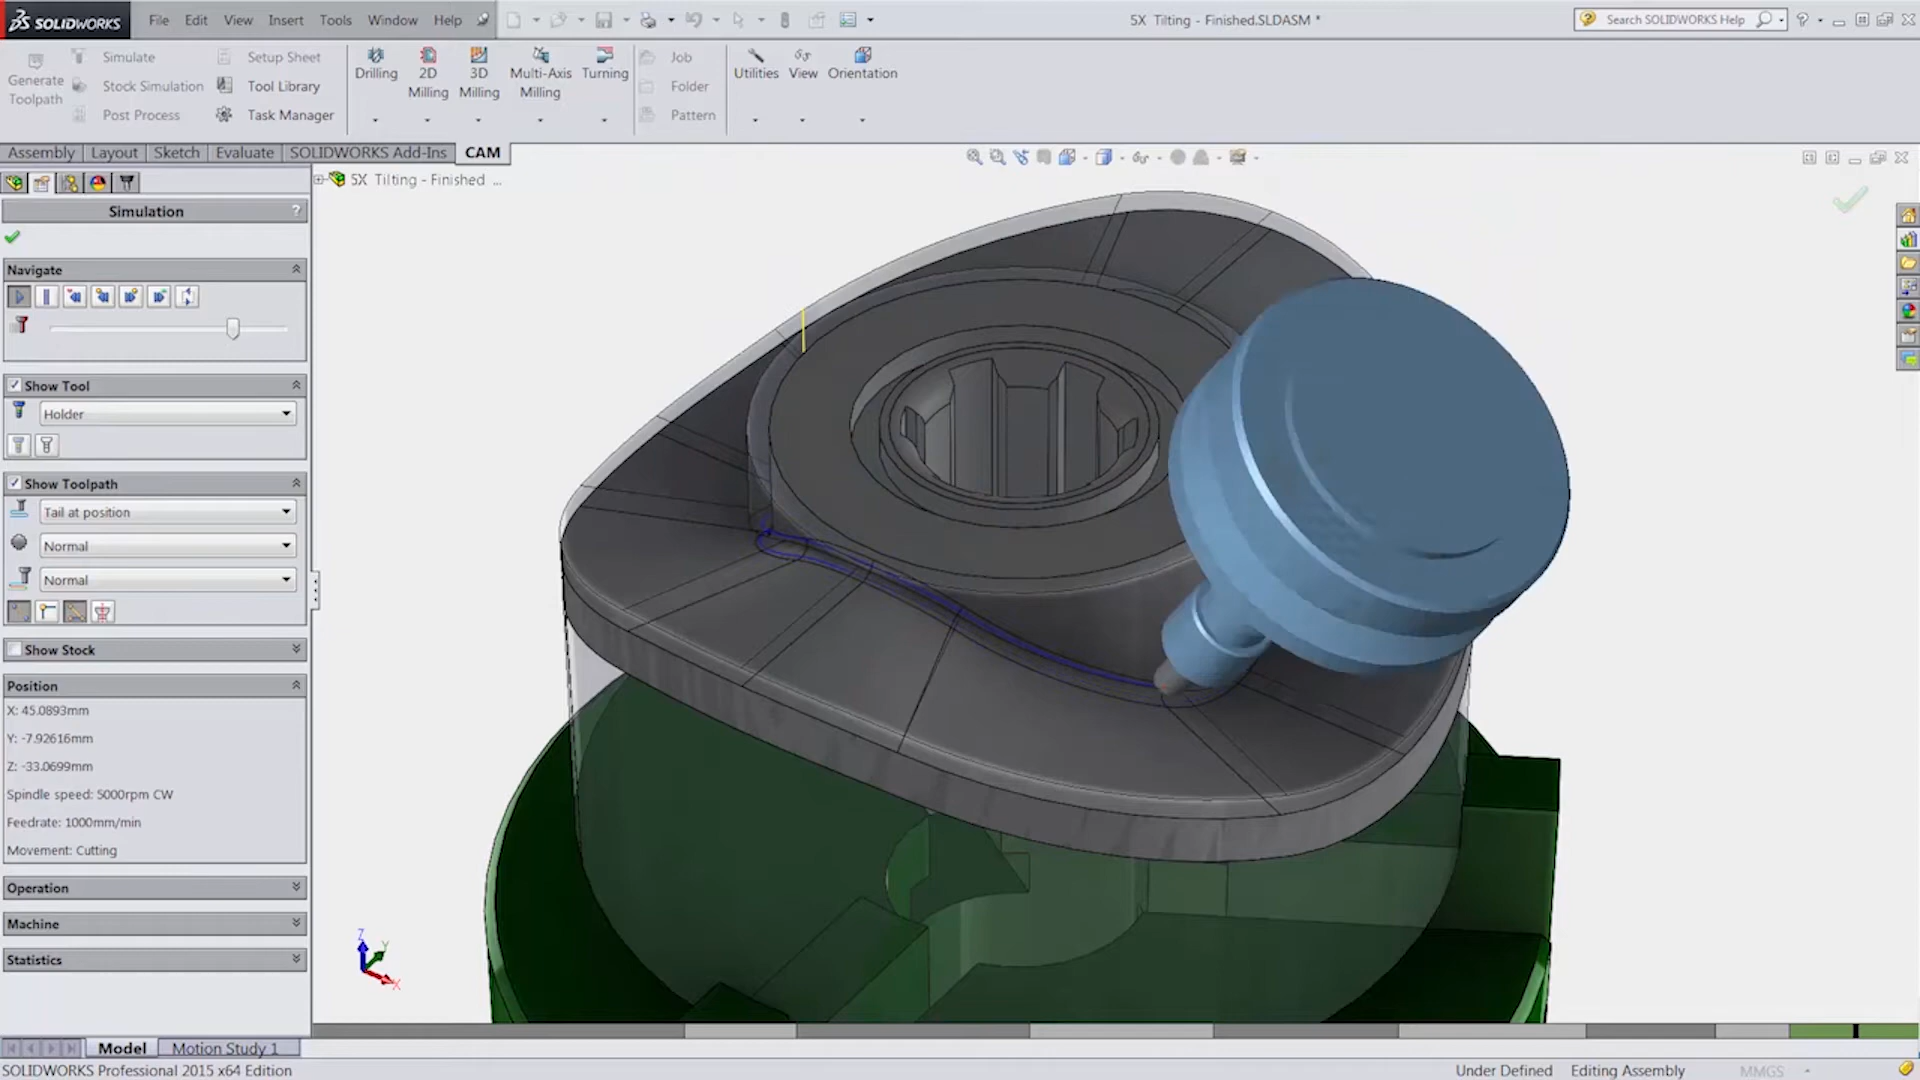 SOLIDWORKS File Edit View Insert Tools Window Help 5X Tilting - Finished.SLDASM * Search SOLIDWORKS Help
Generate Toolpath
Simulate
Stock Simulation
Post Process
Setup Sheet
Tool Library
Task Manager
Drilling
2D Milling
3D Milling
Multi-Axis Milling
Turning
Job
Folder
Pattern
Utilities
View
Orientation
Assembly Layout Sketch Evaluate SOLIDWORKS Add-Ins CAM
5X Tilting - Finished ...
Simulation ?
Navigate
Show Tool
Holder
Show Toolpath
Tail at position
Normal
Normal
Show Stock
Position
X: 45.0893mm
Y: -7.92616mm
Z: -33.0699mm
Spindle speed: 5000rpm CW
Feedrate: 1000mm/min
Movement: Cutting
Operation
Machine
Statistics
Z
Y
X
Model Motion Study 1
SOLIDWORKS Professional 2015 x64 Edition Under Defined Editing Assembly MMGS